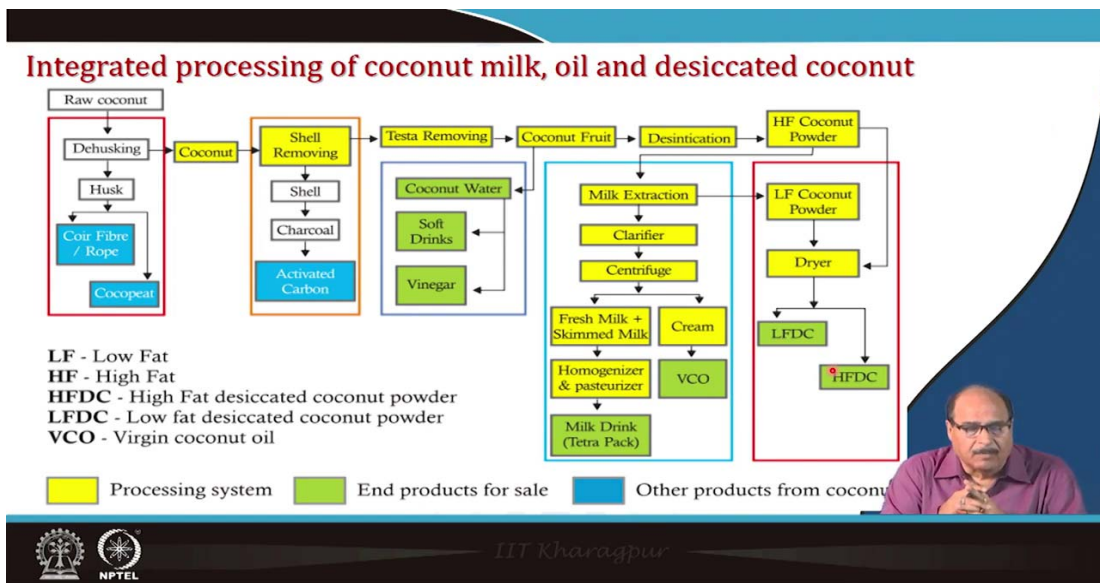 Integrated processing of coconut milk, oil and desiccated coconut
Raw coconut
Dehusking
Husk
Coir Fibre
/ Rope
Cocopeat
Coconut
Shell
Removing
Shell
Charcoal
Activated
Carbon
Testa Removing
Coconut Fruit
Desintication
HF Coconut
Powder
Coconut Water
Soft
Drinks
Vinegar
Milk Extraction
Clarifier
Centrifuge
Fresh Milk +
Skimmed Milk
Cream
Homogenizer
& pasteurizer
VCO
Milk Drink
(Tetra Pack)
LF Coconut
Powder
Dryer
LFDC
HFDC
LF - Low Fat
HF - High Fat
HFDC - High Fat desiccated coconut powder
LFDC - Low fat desiccated coconut powder
VCO - Virgin coconut oil
Processing system
End products for sale
Other products from coconu
IIT Kharagpur
NPTEL